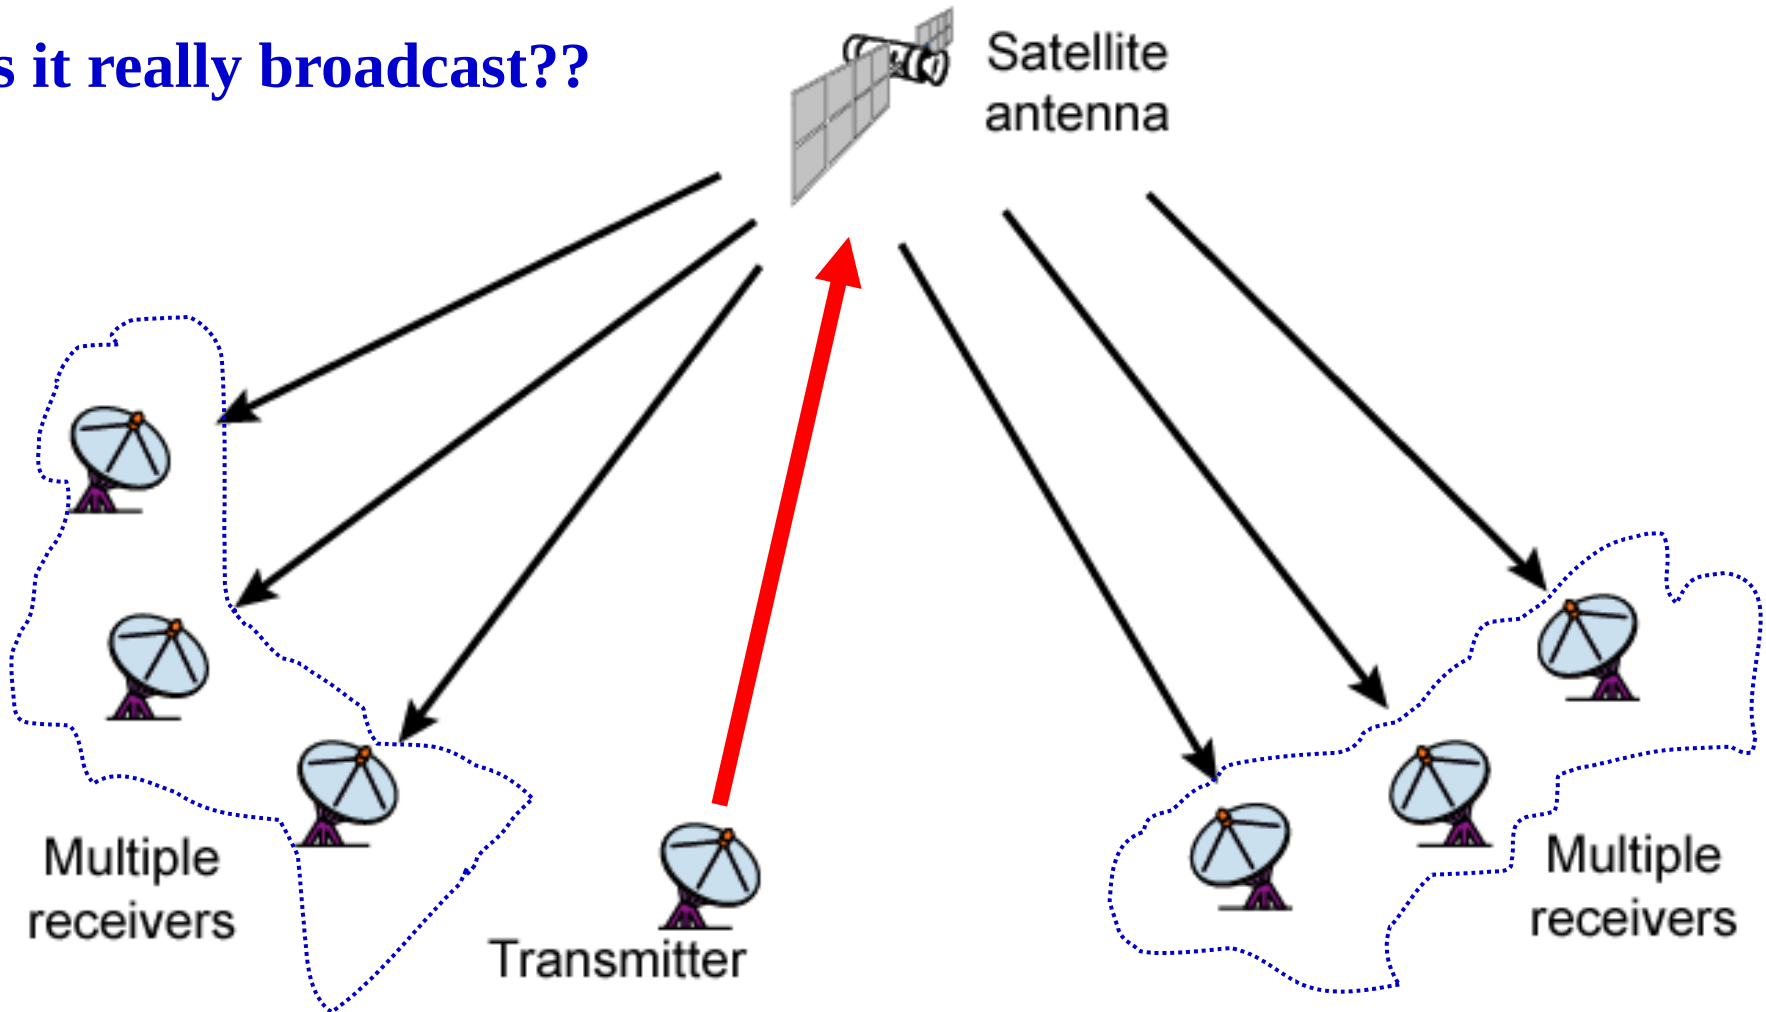 s it really broadcast??
Satellite
antenna
Multiple
receivers
Transmitter
Multiple
receivers